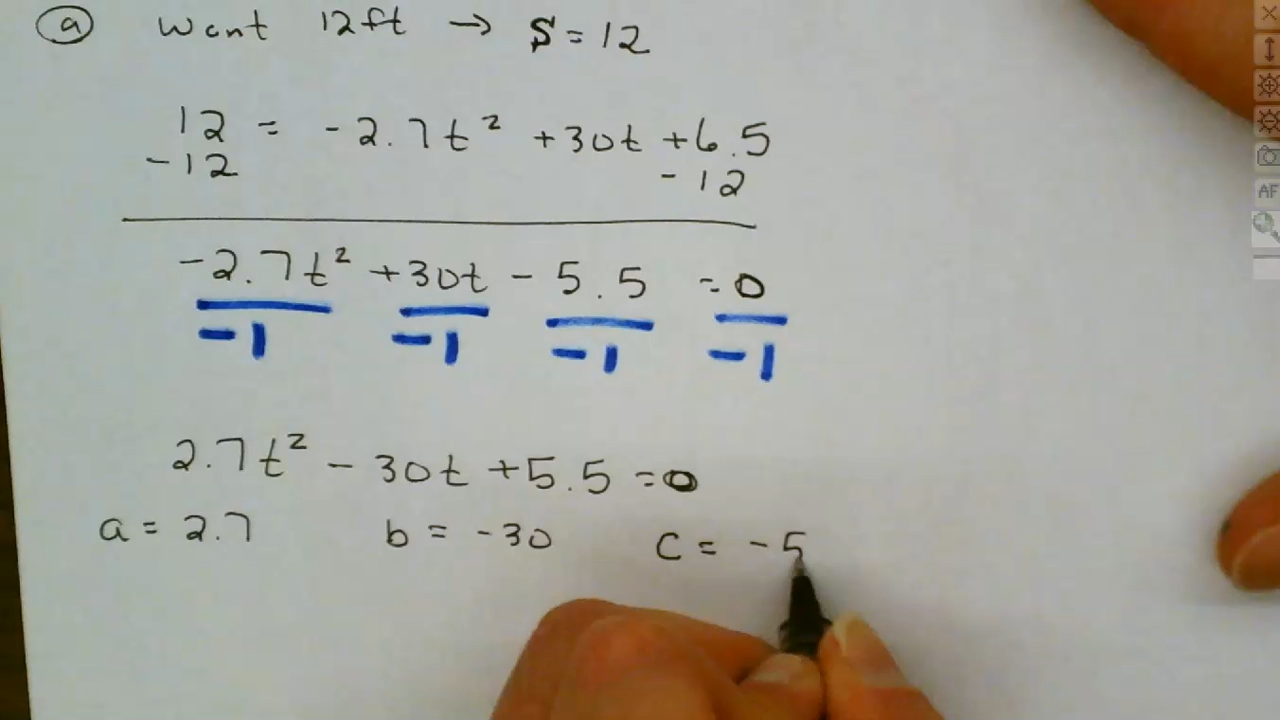 ⓐ want 12ft → S = 12
12 = -2.7t² +30t +6.5
-12 -12
-2.7t² +30t - 5.5 = 0
-1 -1 -1 -1
2.7t² - 30t +5.5 = 0
a = 2.7 b = -30 c = -5
AF